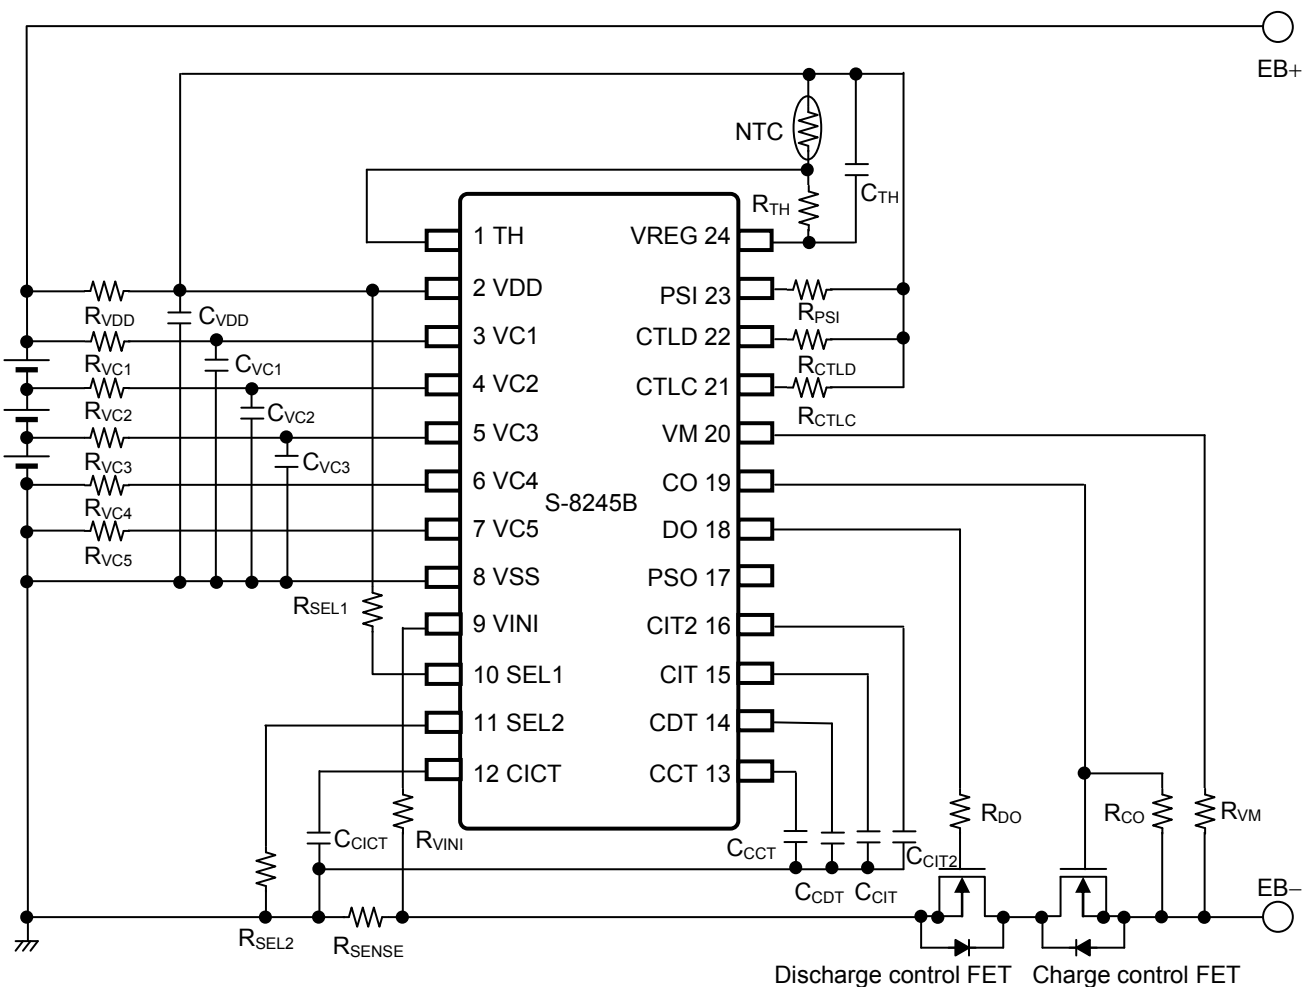 EB+
NTC
CTH
RTH
1 TH
VREG 24
2 VDD
PSI 23
RVDD
CVDD
RPSI
3 VC1
CTLD 22
RVC1
CVC1
RCTLD
4 VC2
CTLC 21
RVC2
CVC2
RCTLC
5 VC3
VM 20
RVC3
CVC3
6 VC4
CO 19
S-8245B
RVC4
7 VC5
DO 18
RVC5
8 VSS
PSO 17
RSEL1
9 VINI
CIT2 16
10 SEL1
CIT 15
11 SEL2
CDT 14
12 CICT
CCT 13
RDO
RCO
RVM
CCICT
RVINI
CCCT
CCIT2
CCDT
CCIT
EB−
RSEL2
RSENSE
Discharge control FET
Charge control FET